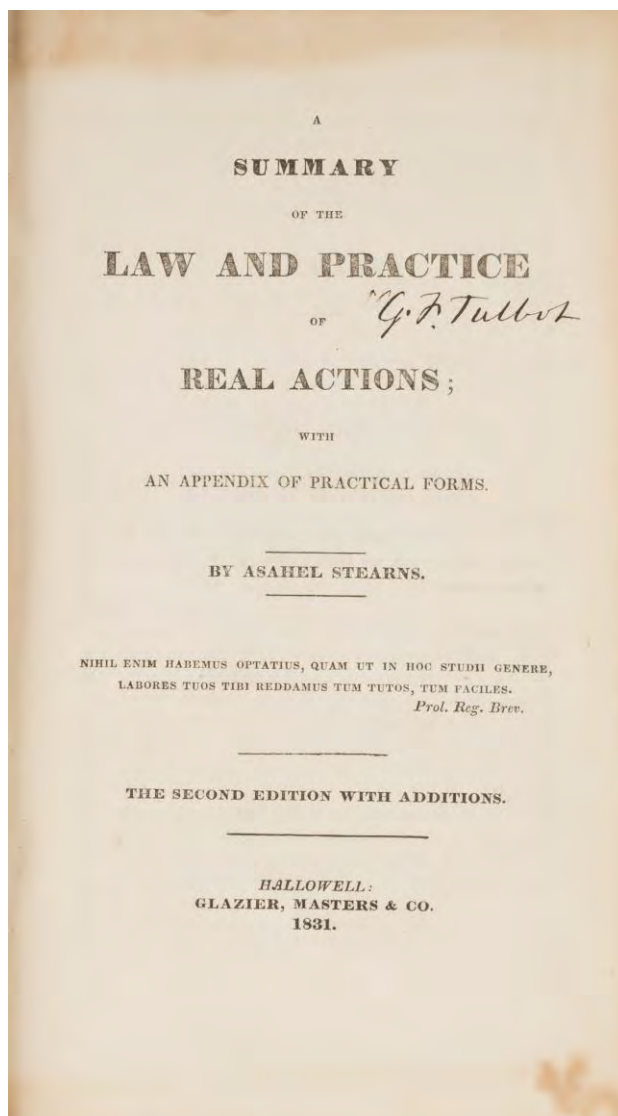 A
SUMMARY
OF THE
LAW AND PRACTICE
OF
G. F. Talbot
REAL ACTIONS;
WITH
AN APPENDIX OF PRACTICAL FORMS.
BY ASAHEL STEARNS.
NIHIL ENIM HABEMUS OPTATIUS, QUAM UT IN HOC STUDII GENERE,
LABORES TUOS TIBI REDDAMUS TUM TUTOS, TUM FACILES.
Prol. Reg. Brev.
THE SECOND EDITION WITH ADDITIONS.
HALLOWELL:
GLAZIER, MASTERS & CO.
1831.